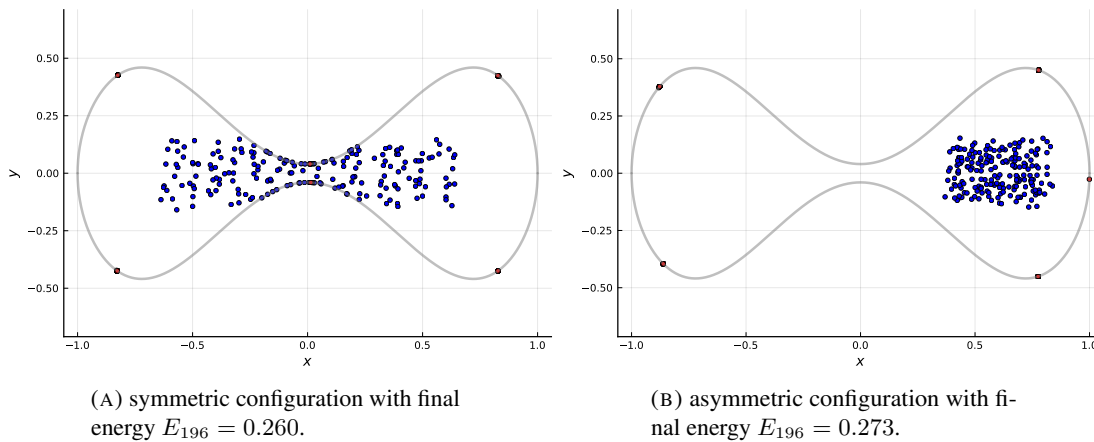 0.50
0.25
0.00
−0.25
−0.50
y
−1.0 −0.5 0.0 0.5 1.0
x
(A) symmetric configuration with final
energy E196 = 0.260.
0.50
0.25
0.00
−0.25
−0.50
y
−1.0 −0.5 0.0 0.5 1.0
x
(B) asymmetric configuration with fi-
nal energy E196 = 0.273.